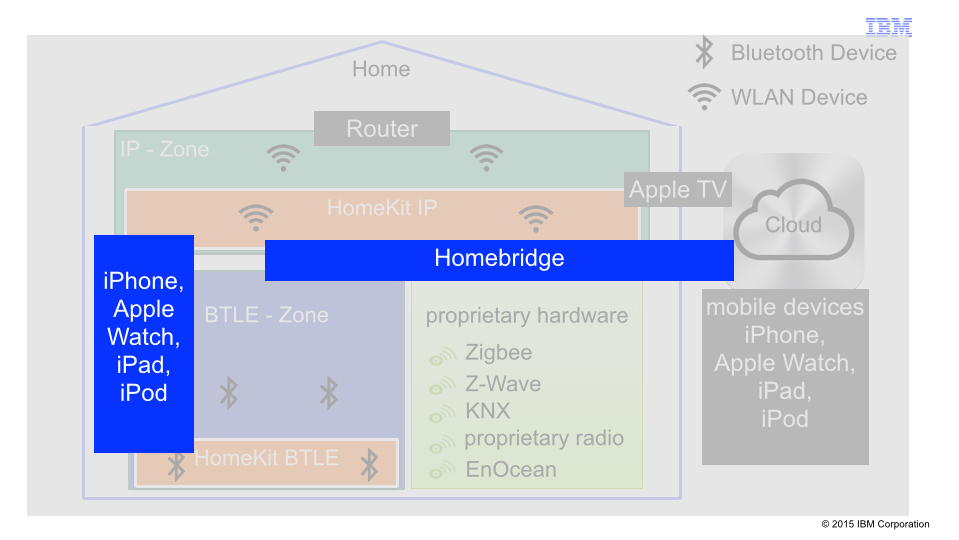 IBM
Home
Bluetooth Device
WLAN Device
Router
IP - Zone
Apple TV
HomeKit IP
Cloud
Homebridge
iPhone,
Apple
Watch,
iPad,
iPod
BTLE - Zone
HomeKit BTLE
proprietary hardware
Zigbee
Z-Wave
KNX
proprietary radio
EnOcean
mobile devices
iPhone,
Apple Watch,
iPad,
iPod
© 2015 IBM Corporation